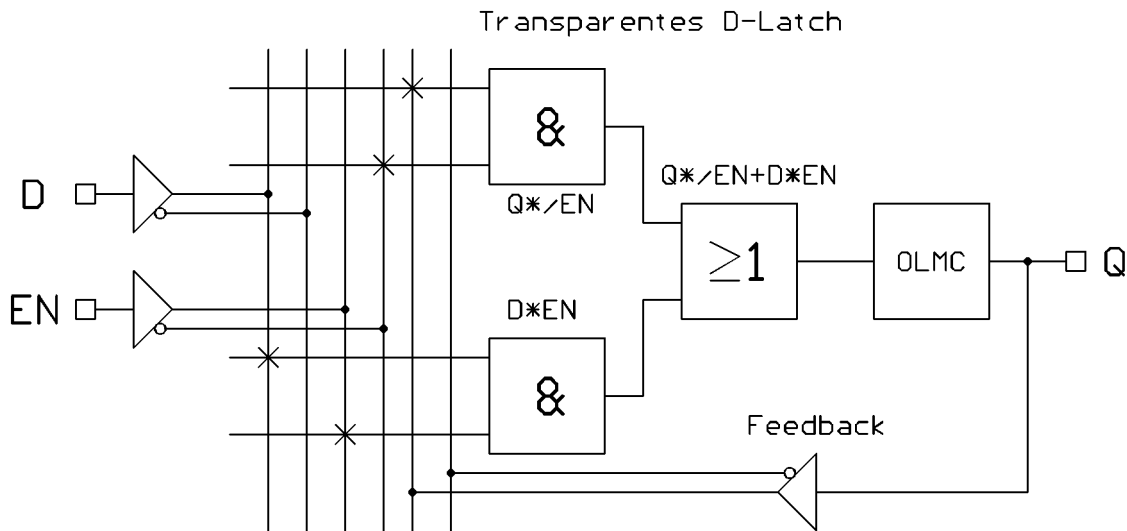 Transparentes D-Latch
&
Q*/EN
Q*/EN+D*EN
D
≥1
OLMC
Q
EN
D*EN
&
Feedback